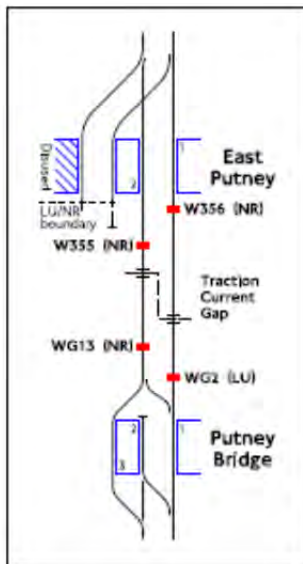 Disused
1
2
East
Putney
LU/NR
boundary
W356 (NR)
W355 (NR)
Traction
Current
Gap
WG13 (NR)
WG2 (LU)
2
1
3
Putney
Bridge